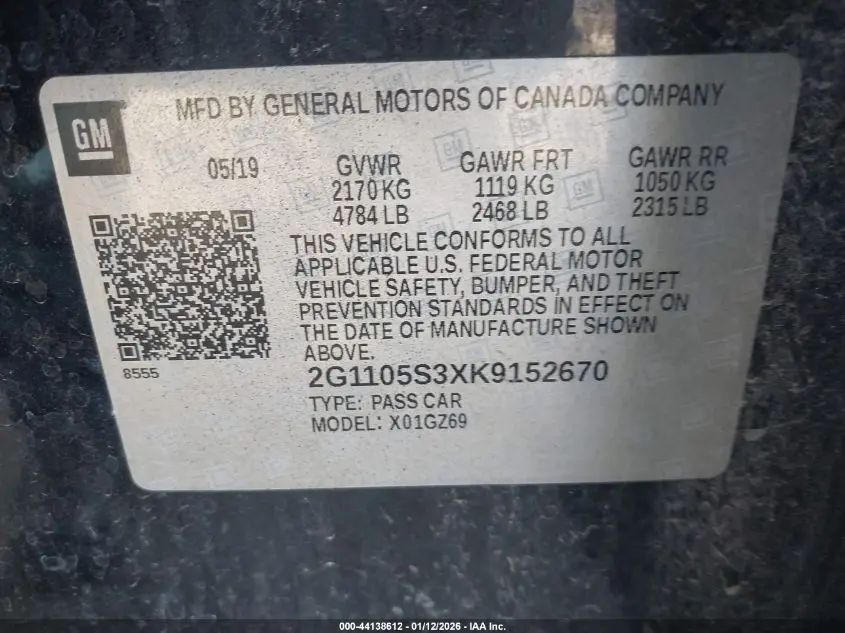 MFD BY GENERAL MOTORS OF CANADA COMPANY
GM
05/19 GVWR GAWR FRT GAWR RR
2170 KG 1119 KG 1050 KG
4784 LB 2468 LB 2315 LB
THIS VEHICLE CONFORMS TO ALL
APPLICABLE U.S. FEDERAL MOTOR
VEHICLE SAFETY, BUMPER, AND THEFT
PREVENTION STANDARDS IN EFFECT ON
THE DATE OF MANUFACTURE SHOWN
ABOVE.
8555
2G1105S3XK9152670
TYPE: PASS CAR
MODEL: X01GZ69
000-44138612 - 01/12/2026 - IAA Inc.